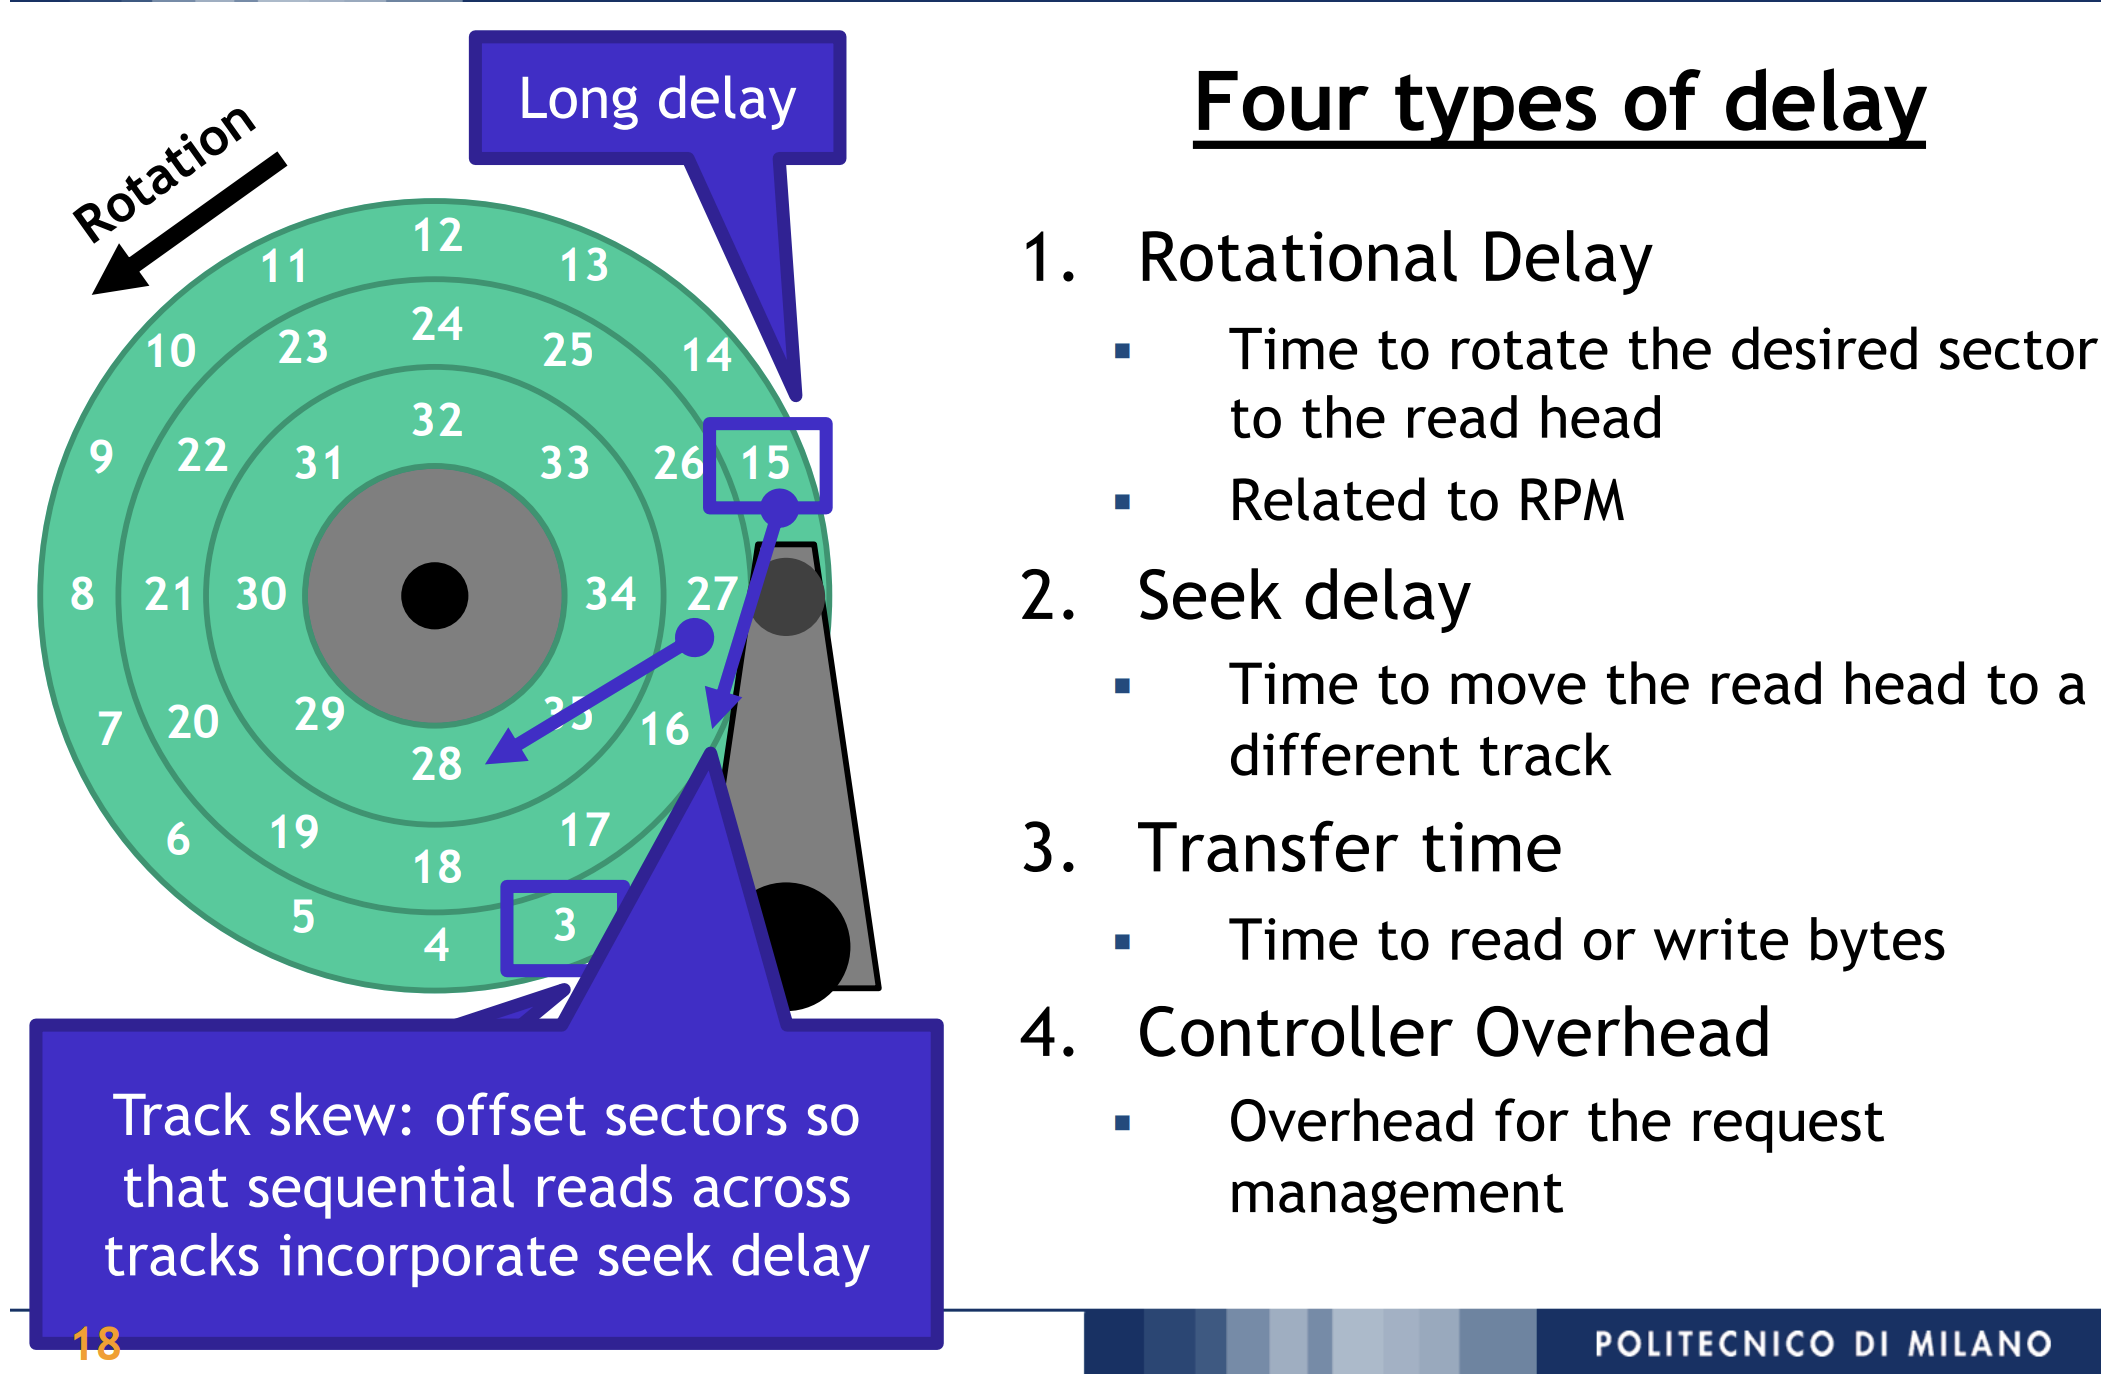 Four types of delay
Long delay
Rotation
12
11
13
24
10
23
25
14
32
9
22
31
33
26
15
8
21
30
34
27
7
20
29
35
16
28
6
19
17
18
5
3
4
Track skew: offset sectors so
that sequential reads across
tracks incorporate seek delay
1. Rotational Delay
▪ Time to rotate the desired sector
to the read head
▪ Related to RPM
2. Seek delay
▪ Time to move the read head to a
different track
3. Transfer time
▪ Time to read or write bytes
4. Controller Overhead
▪ Overhead for the request
management
18
POLITECNICO DI MILANO